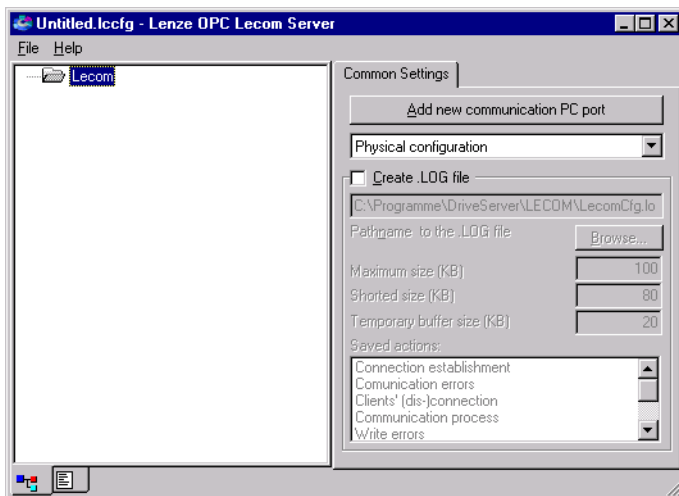 Untitled.lccfg - Lenze OPC Lecom Server
File Help
Lecom
Common Settings
Add new communication PC port
Physical configuration
Create .LOG file
C:\Programme\DriveServer\LECOM\LecomCfg.lo
Pathname to the .LOG file
Browse...
Maximum size (KB) 100
Shorted size (KB) 80
Temporary buffer size (KB) 20
Saved actions:
Connection establishment
Comunication errors
Clients' (dis-)connection
Communication process
Write errors